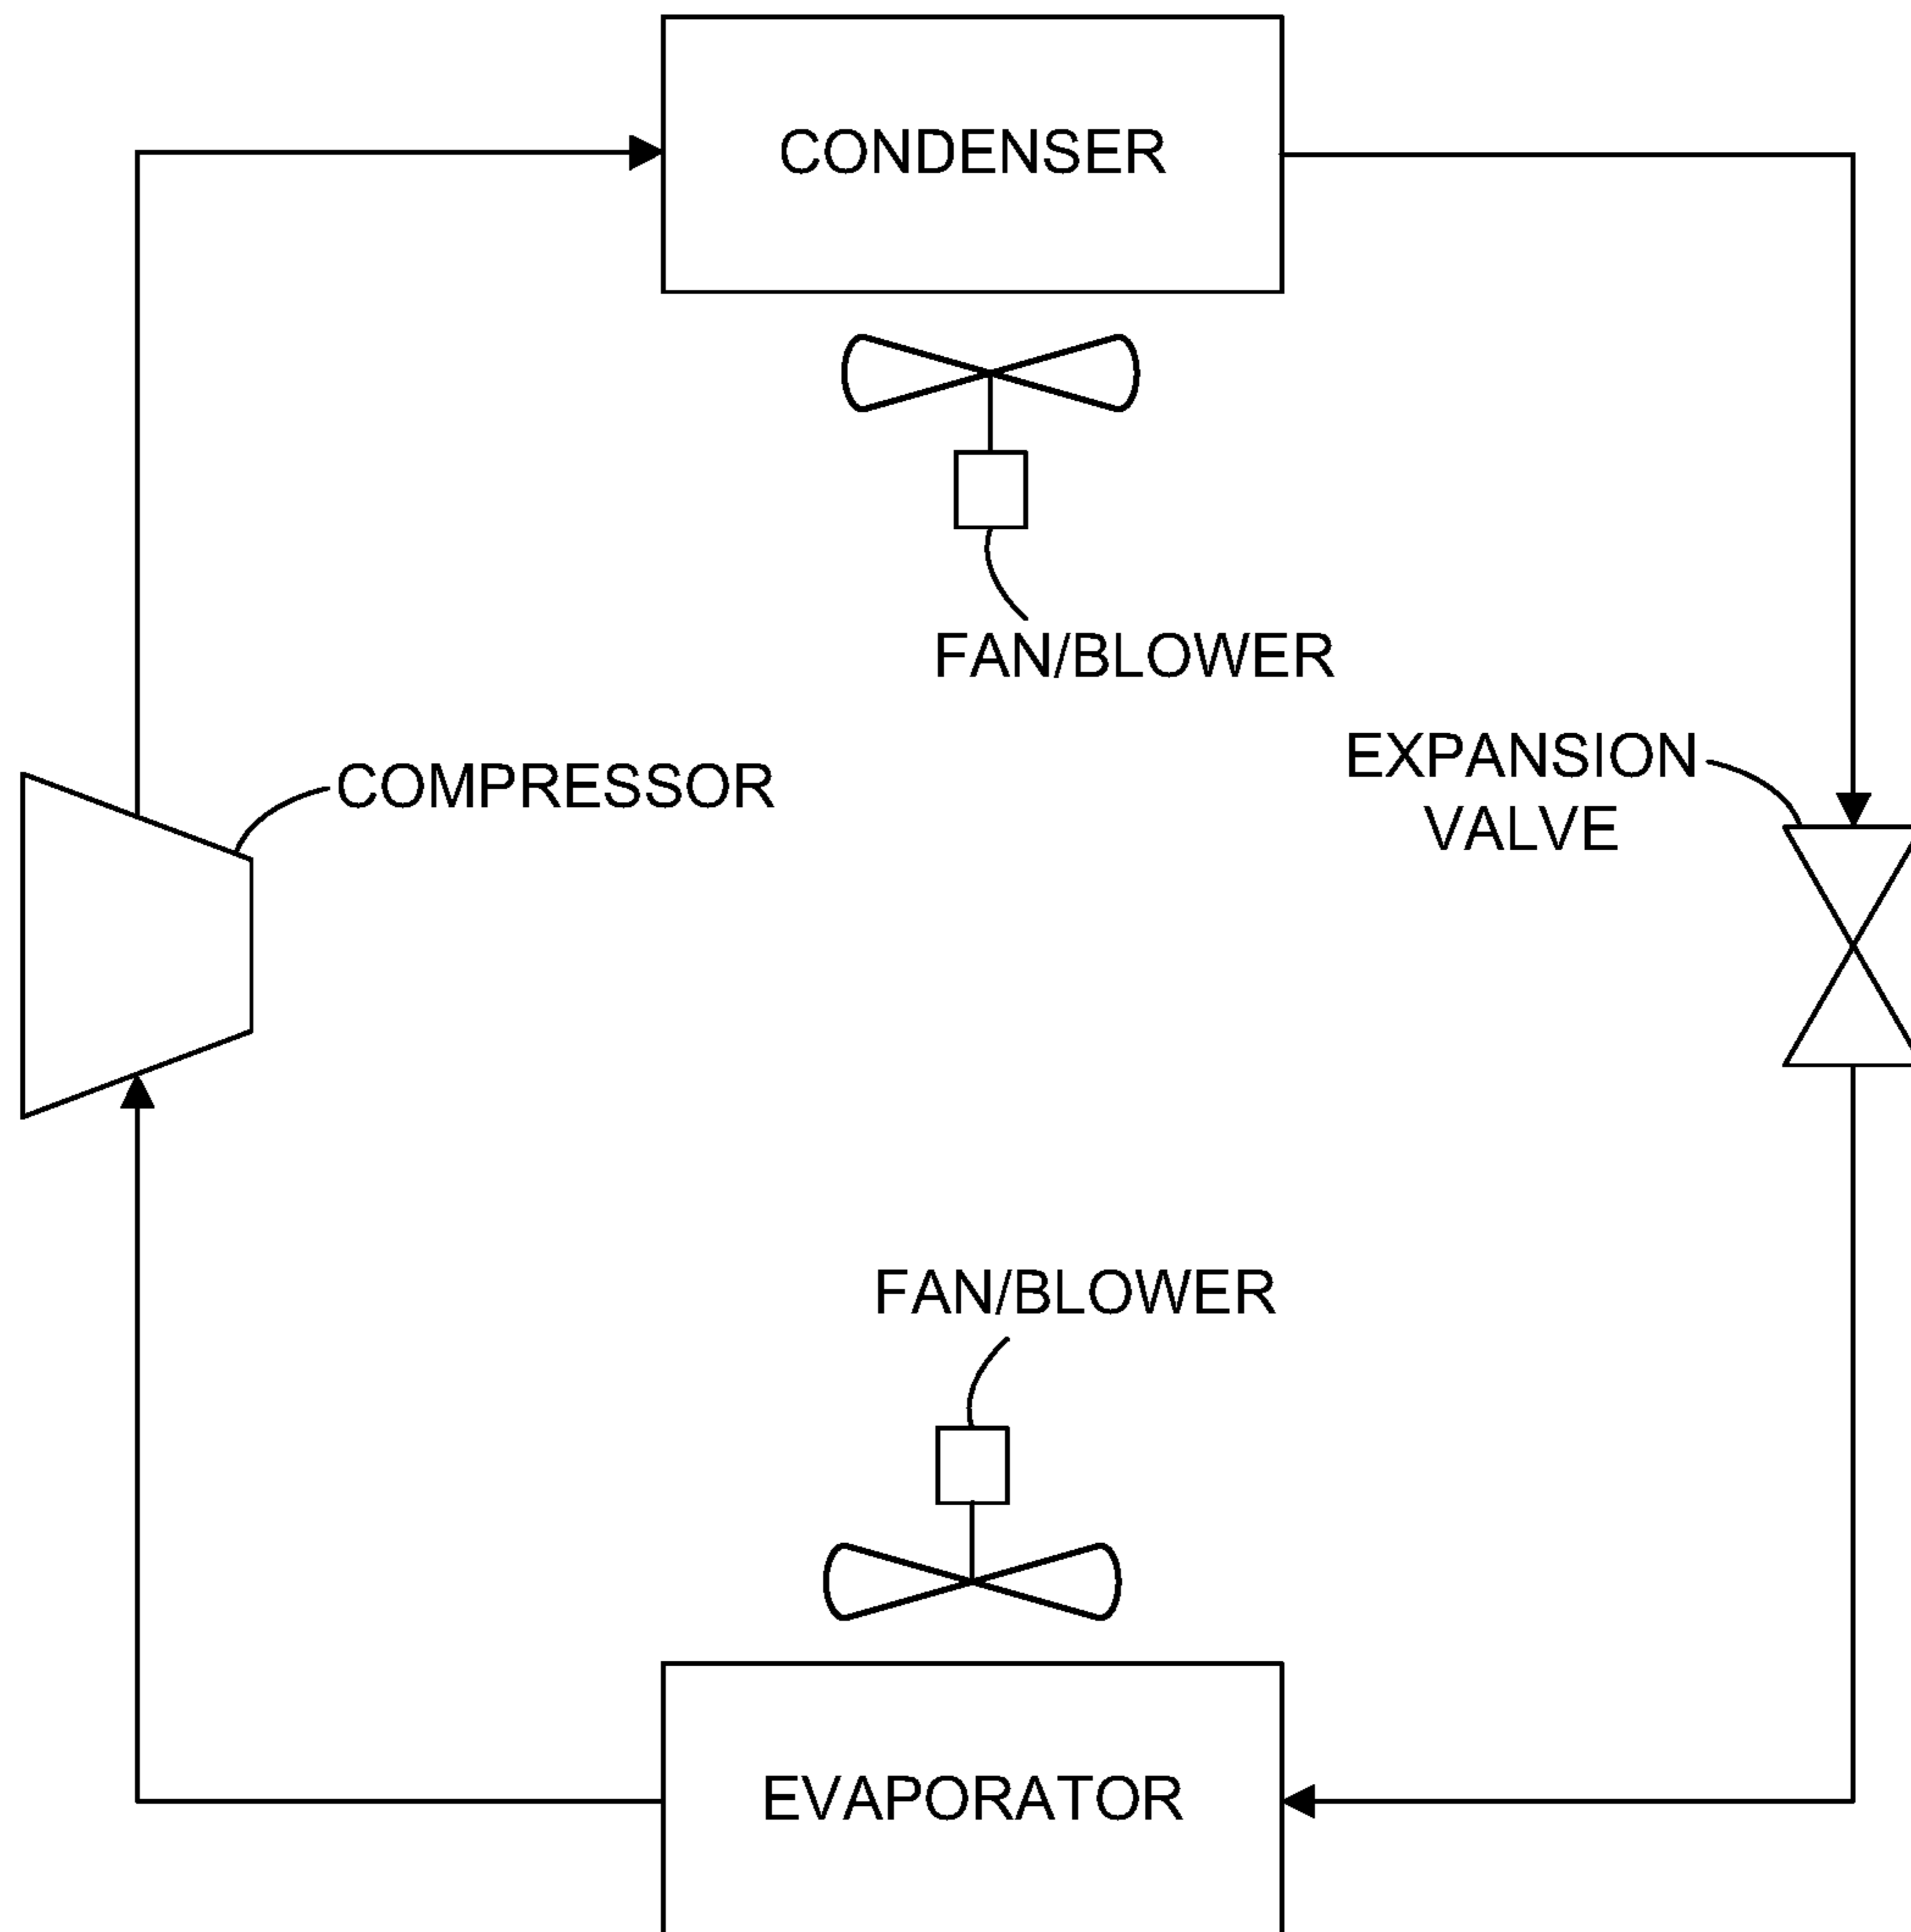 CONDENSER
FAN/BLOWER
EXPANSION
VALVE
COMPRESSOR
FAN/BLOWER
EVAPORATOR